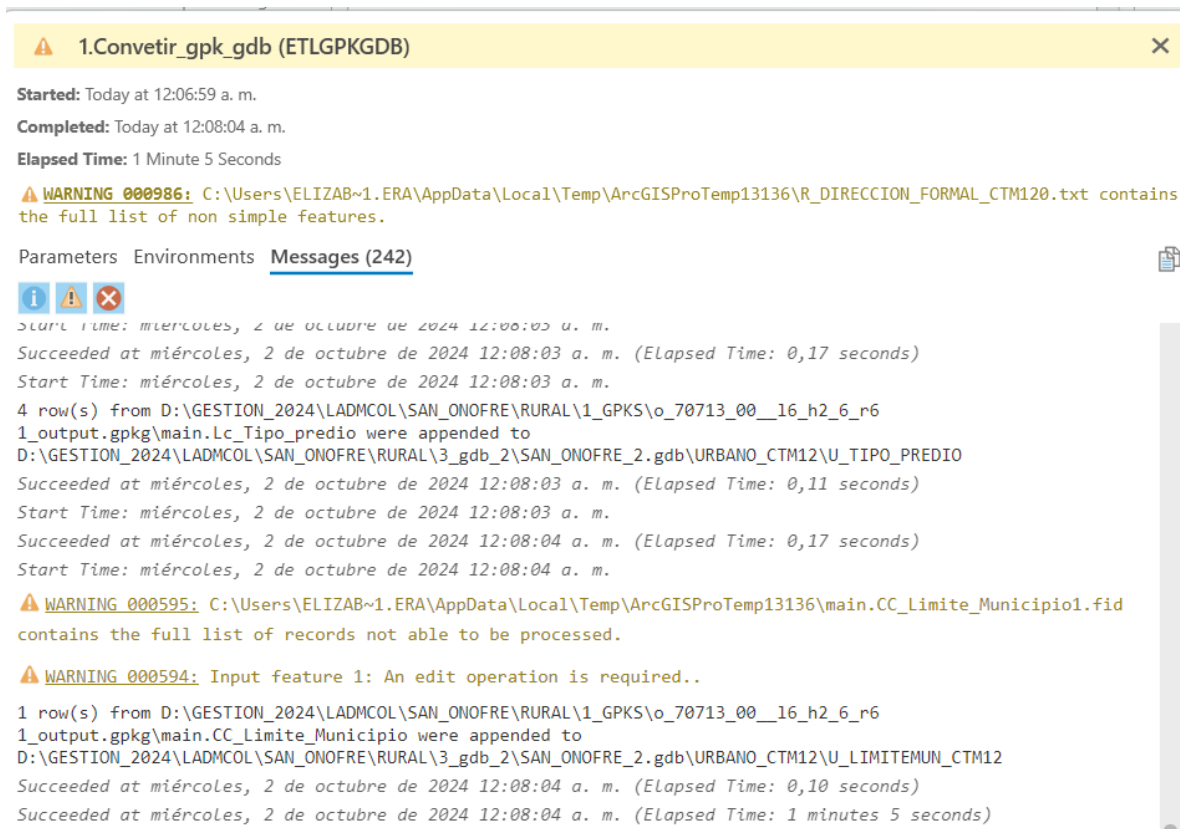 1.Convetir_gpk_gdb (ETLGPKGDB)
Started: Today at 12:06:59 a. m.
Completed: Today at 12:08:04 a. m.
Elapsed Time: 1 Minute 5 Seconds
WARNING 000986: C:\Users\ELIZAB~1.ERA\AppData\Local\Temp\ArcGISProTemp13136\R_DIRECCION_FORMAL_CTM120.txt contains
the full list of non simple features.
Parameters Environments Messages (242)
Start Time: miércoles, 2 de octubre de 2024 12:08:03 a. m.
Succeeded at miércoles, 2 de octubre de 2024 12:08:03 a. m. (Elapsed Time: 0,17 seconds)
Start Time: miércoles, 2 de octubre de 2024 12:08:03 a. m.
4 row(s) from D:\GESTION_2024\LADMCOL\SAN_ONOFRE\RURAL\1_GPKS\o_70713_00__l6_h2_6_r6
1_output.gpkg\main.Lc_Tipo_predio were appended to
D:\GESTION_2024\LADMCOL\SAN_ONOFRE\RURAL\3_gdb_2\SAN_ONOFRE_2.gdb\URBANO_CTM12\U_TIPO_PREDIO
Succeeded at miércoles, 2 de octubre de 2024 12:08:03 a. m. (Elapsed Time: 0,11 seconds)
Start Time: miércoles, 2 de octubre de 2024 12:08:03 a. m.
Succeeded at miércoles, 2 de octubre de 2024 12:08:04 a. m. (Elapsed Time: 0,17 seconds)
Start Time: miércoles, 2 de octubre de 2024 12:08:04 a. m.
WARNING 000595: C:\Users\ELIZAB~1.ERA\AppData\Local\Temp\ArcGISProTemp13136\main.CC_Limite_Municipio1.fid
contains the full list of records not able to be processed.
WARNING 000594: Input feature 1: An edit operation is required..
1 row(s) from D:\GESTION_2024\LADMCOL\SAN_ONOFRE\RURAL\1_GPKS\o_70713_00__l6_h2_6_r6
1_output.gpkg\main.CC_Limite_Municipio were appended to
D:\GESTION_2024\LADMCOL\SAN_ONOFRE\RURAL\3_gdb_2\SAN_ONOFRE_2.gdb\URBANO_CTM12\U_LIMITEMUN_CTM12
Succeeded at miércoles, 2 de octubre de 2024 12:08:04 a. m. (Elapsed Time: 0,10 seconds)
Succeeded at miércoles, 2 de octubre de 2024 12:08:04 a. m. (Elapsed Time: 1 minutes 5 seconds)